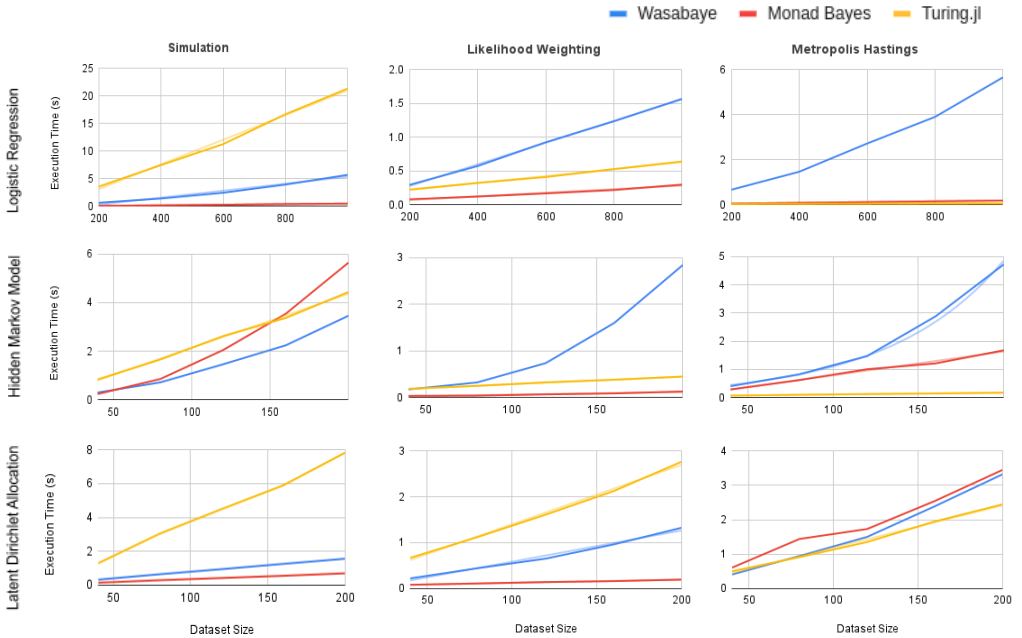 Wasabaye Monad Bayes Turing.jl
Simulation Likelihood Weighting Metropolis Hastings
Logistic Regression
Execution Time (s)
25
20
15
10
5
0
200 400 600 800
2.0
1.5
1.0
0.5
0.0
200 400 600 800
6
4
2
0
200 400 600 800
Hidden Markov Model
Execution Time (s)
6
4
2
0
50 100 150
3
2
1
0
50 100 150
5
4
3
2
1
0
50 100 150
Latent Dirichlet Allocation
Execution Time (s)
8
6
4
2
0
50 100 150 200
3
2
1
0
50 100 150 200
4
3
2
1
0
50 100 150 200
Dataset Size Dataset Size Dataset Size